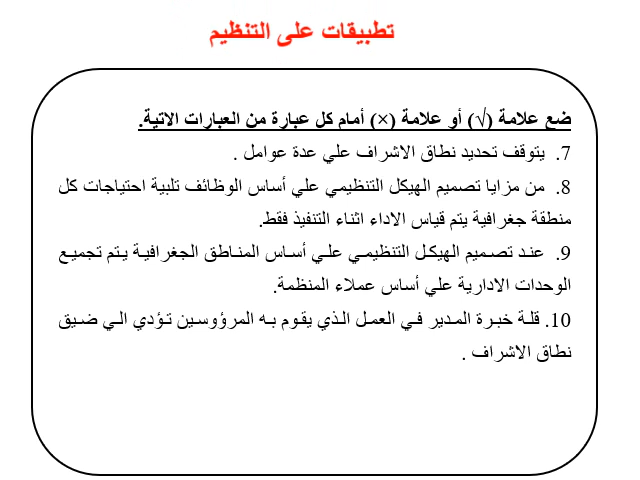 تطبيقات على التنظيم
ضع علامة (√) أو علامة (×) أمام كل عبارة من العبارات الاتية.
7. يتوقف تحديد نطاق الاشراف علي عدة عوامل .
8. من مزايا تصميم الهيكل التنظيمي علي أساس الوظائف تلبية احتياجات كل
منطقة جغرافية يتم قياس الاداء اثناء التنفيذ فقط.
9. عند تصميم الهيكل التنظيمي علي أساس المناطق الجغرافية يتم تجميع
الوحدات الادارية علي أساس عملاء المنظمة.
10. قلة خبرة المدير في العمل الذي يقوم به المرؤوسين تؤدي الي ضيق
نطاق الاشراف .